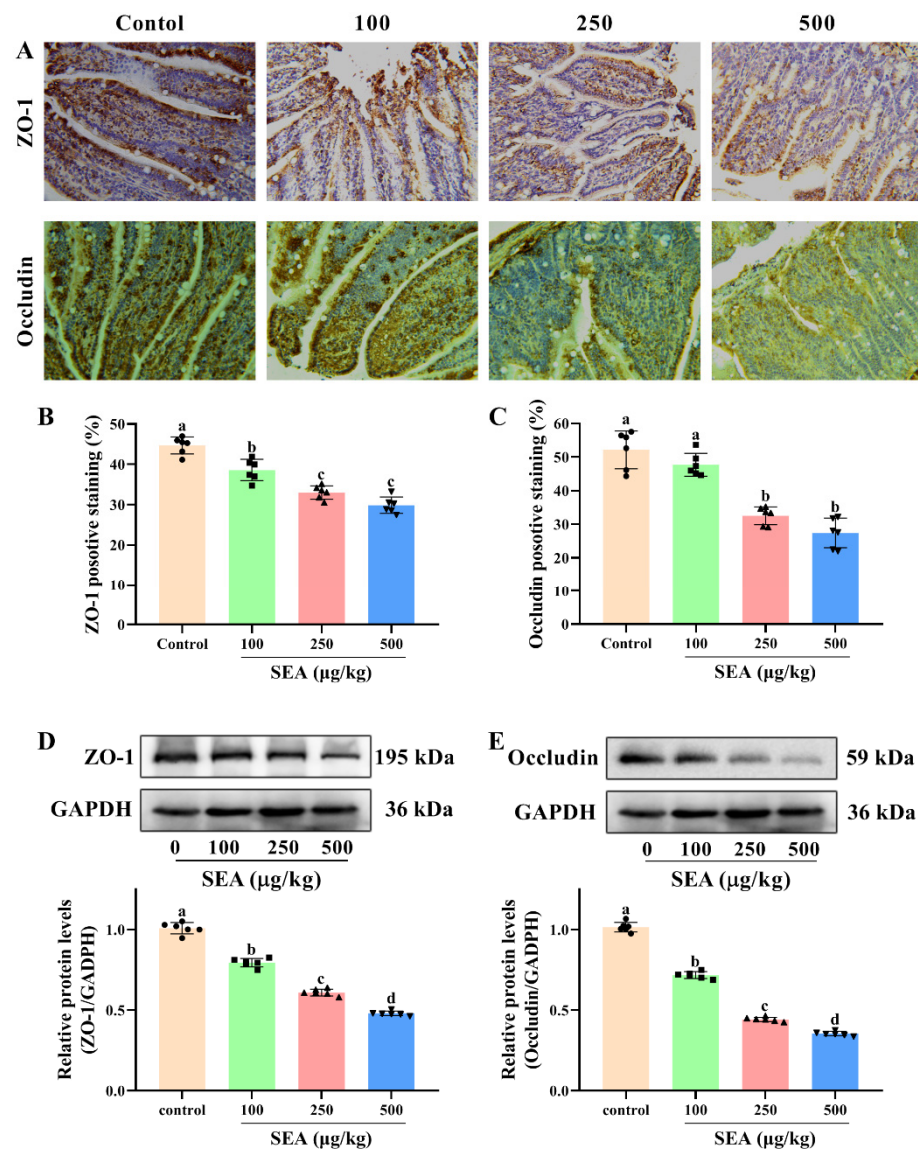 Contol 100 250 500
A
ZO-1
Occludin
B
ZO-1 posotive staining (%)
50
40
30
20
10
0
a
b
c
c
Control 100 250 500
SEA (μg/kg)
C
Occludin posotive staining (%)
60
50
40
30
20
10
0
a
a
b
b
Control 100 250 500
SEA (μg/kg)
D
ZO-1 195 kDa
GAPDH 36 kDa
0 100 250 500
SEA (μg/kg)
Relative protein levels
(ZO-1/GADPH)
1.0
0.5
0.0
a
b
c
d
control 100 250 500
SEA (μg/kg)
E
Occludin 59 kDa
GAPDH 36 kDa
0 100 250 500
SEA (μg/kg)
Relative protein levels
(Occludin/GADPH)
1.0
0.5
0.0
a
b
c
d
control 100 250 500
SEA (μg/kg)